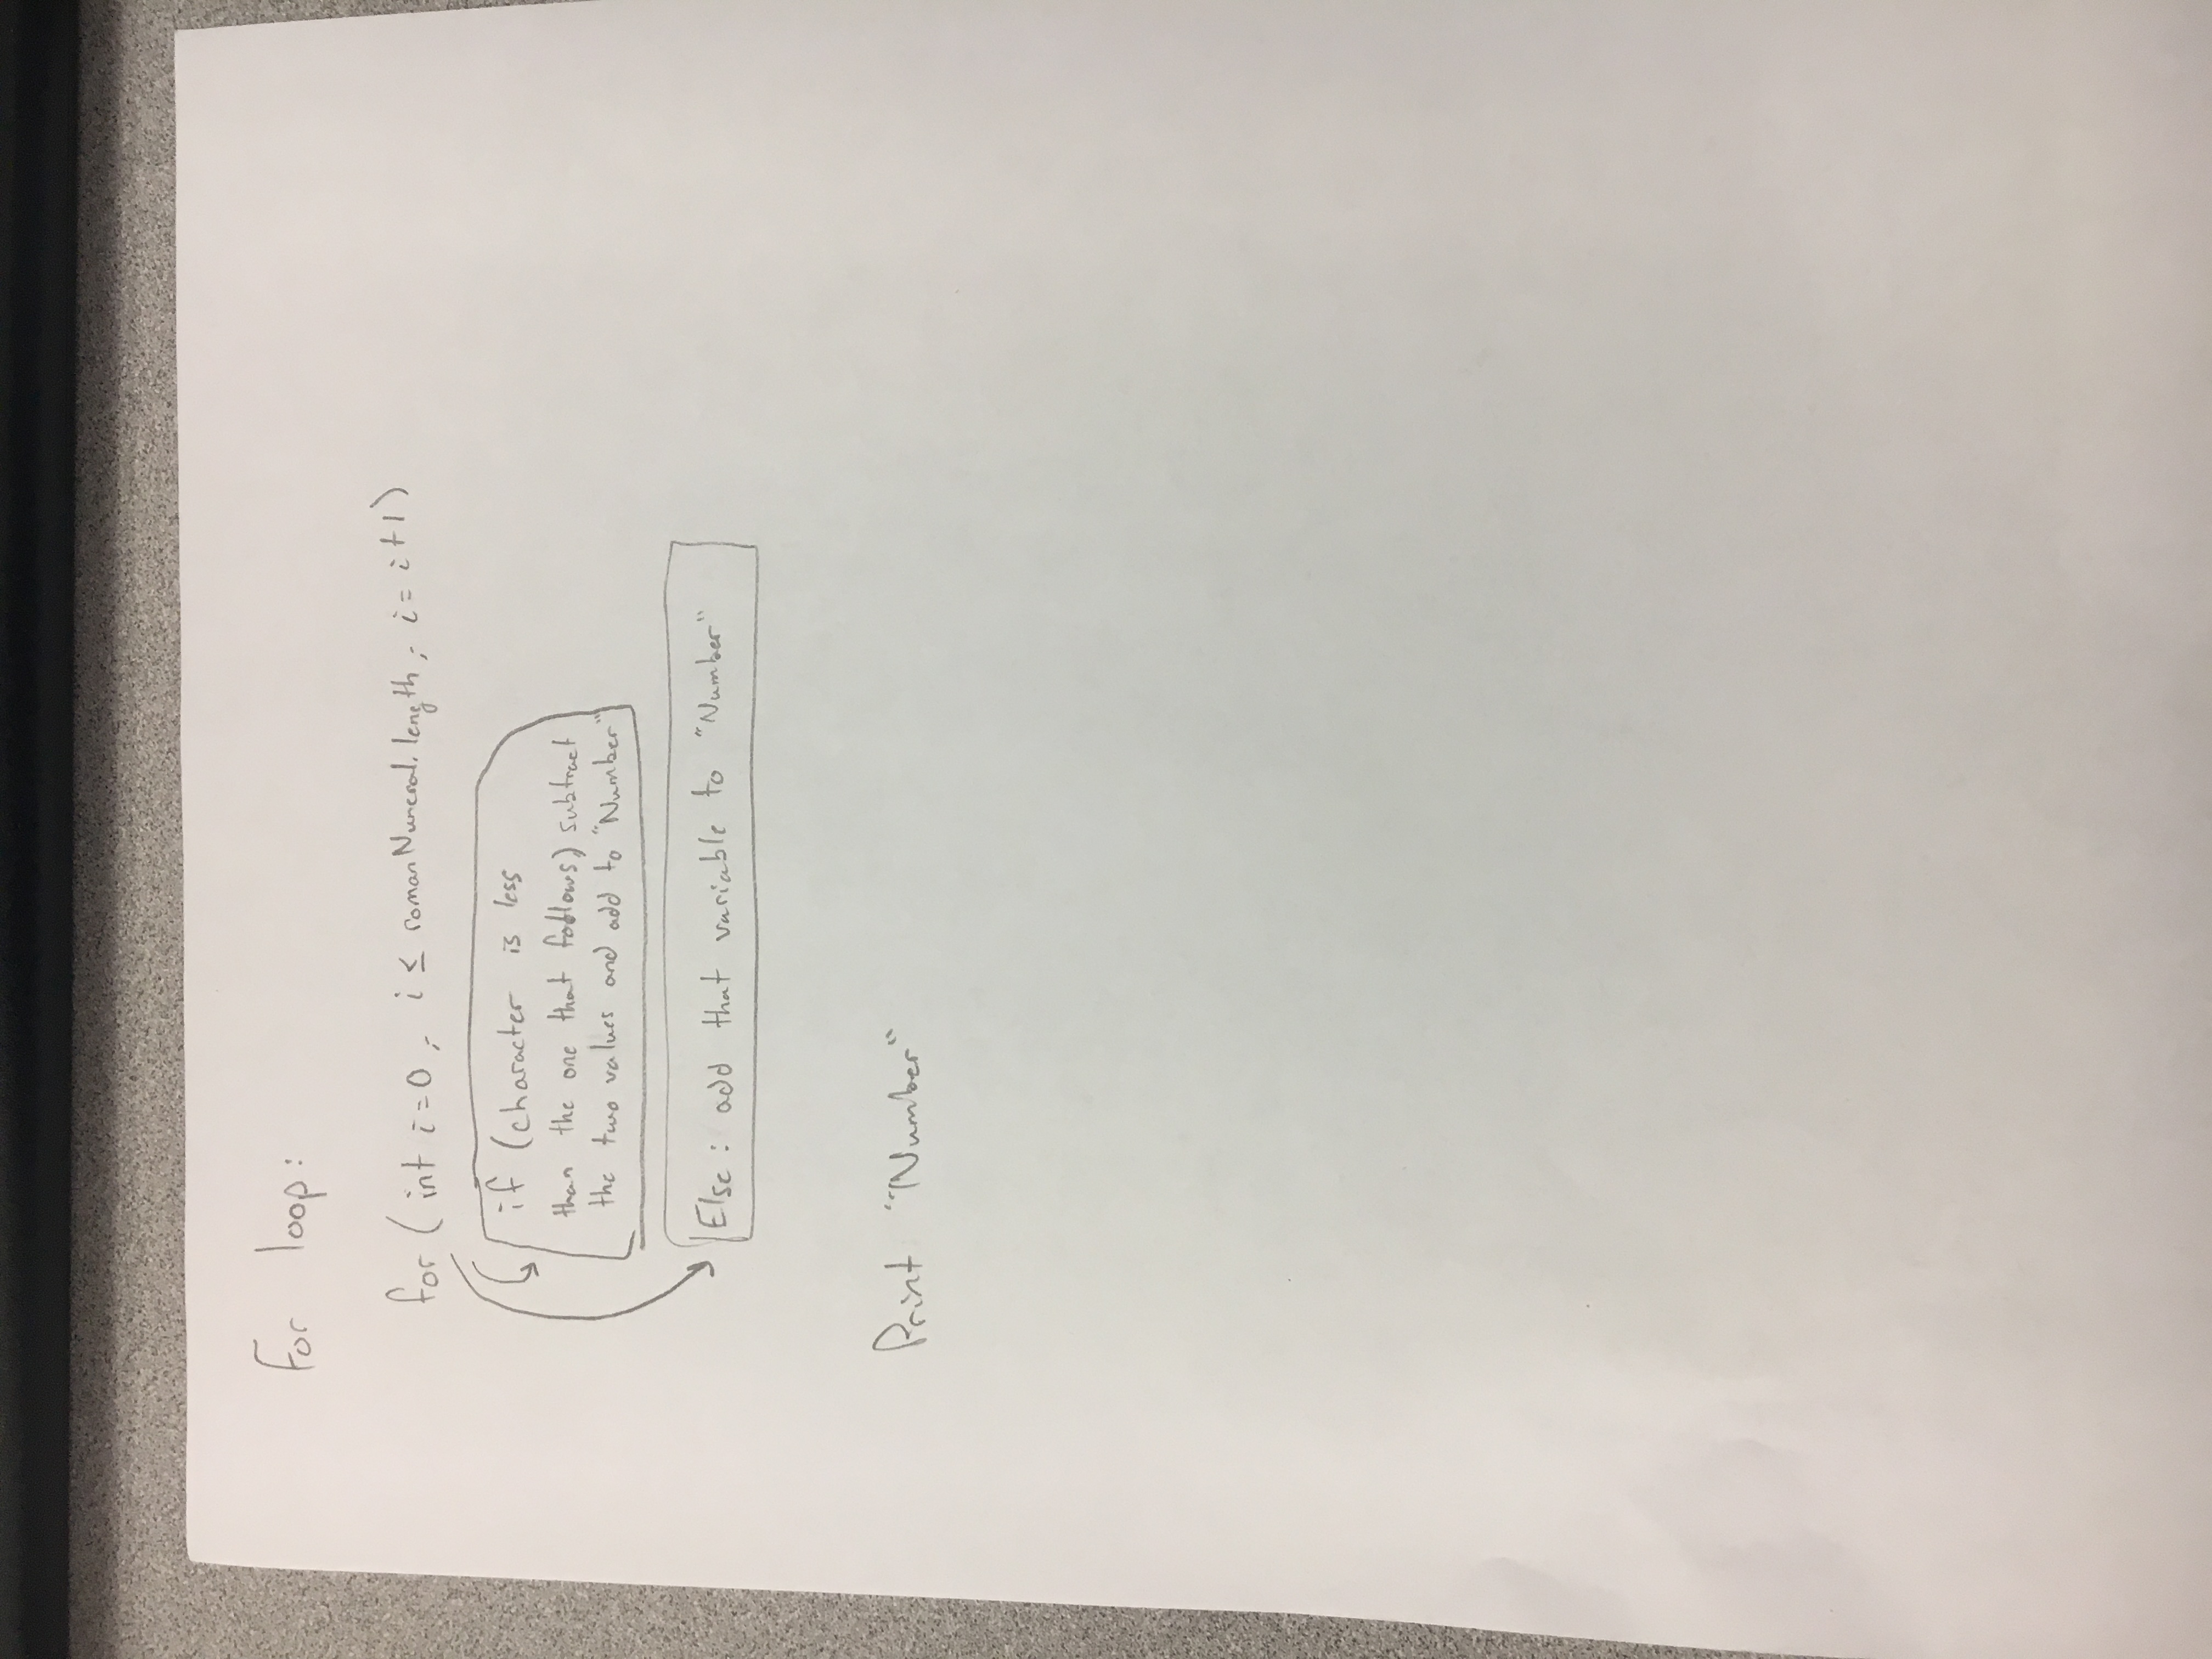 For loop:
for (int i=0; i ≤ romanNumeral.length; i=i+1)
if (character is less
than the one that follows) subtract
the two values and add to "Number"
Else: add that variable to "Number"
Print "Number"